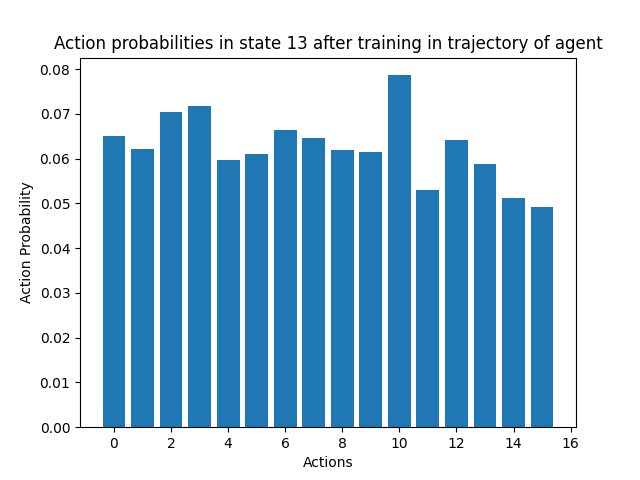 Action probabilities in state 13 after training in trajectory of agent
0.08
0.07
0.06
0.05
0.04
0.03
0.02
0.01
0.00
Action Probability
0 2 4 6 8 10 12 14 16
Actions